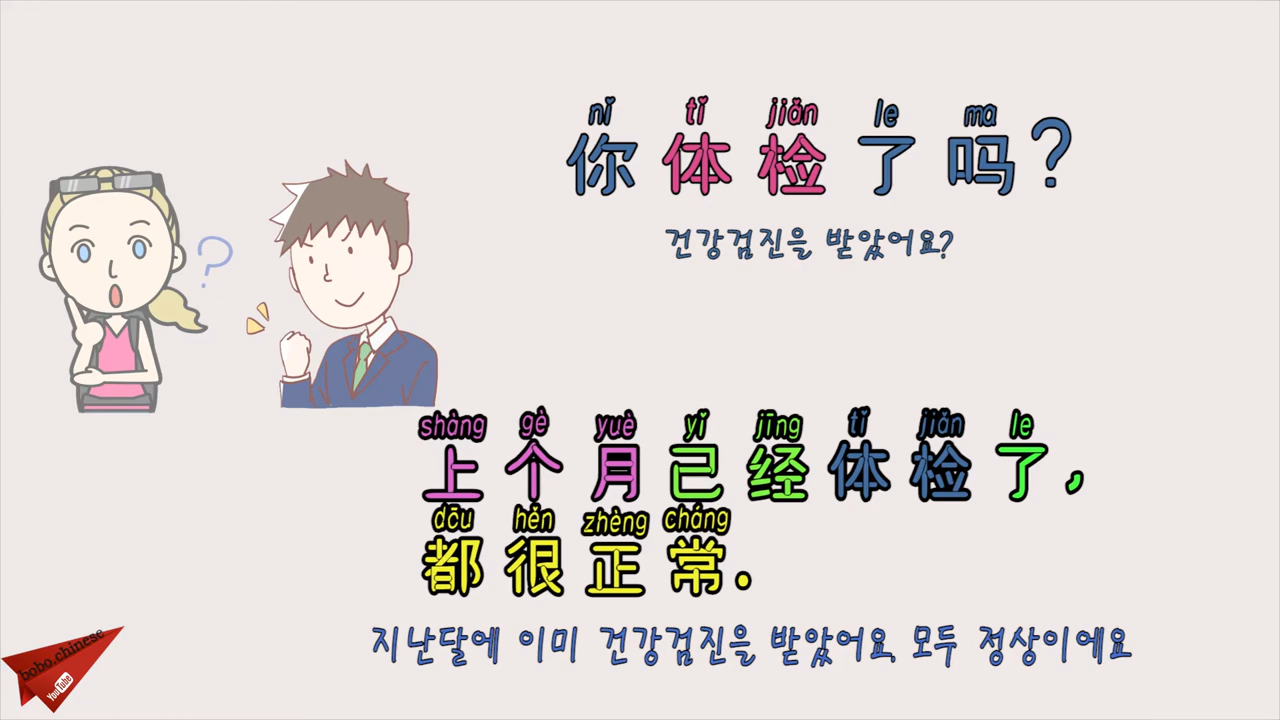 nǐ tǐ jiǎn le ma
你体检了吗?
건강검진을 받았어요?
shàng gè yuè yǐ jīng tǐ jiǎn le
上个月已经体检了,
dōu hěn zhèng cháng
都很正常.
지난달에 이미 건강검진을 받았어요. 모두 정상이에요
bobo.chinese
YouTube